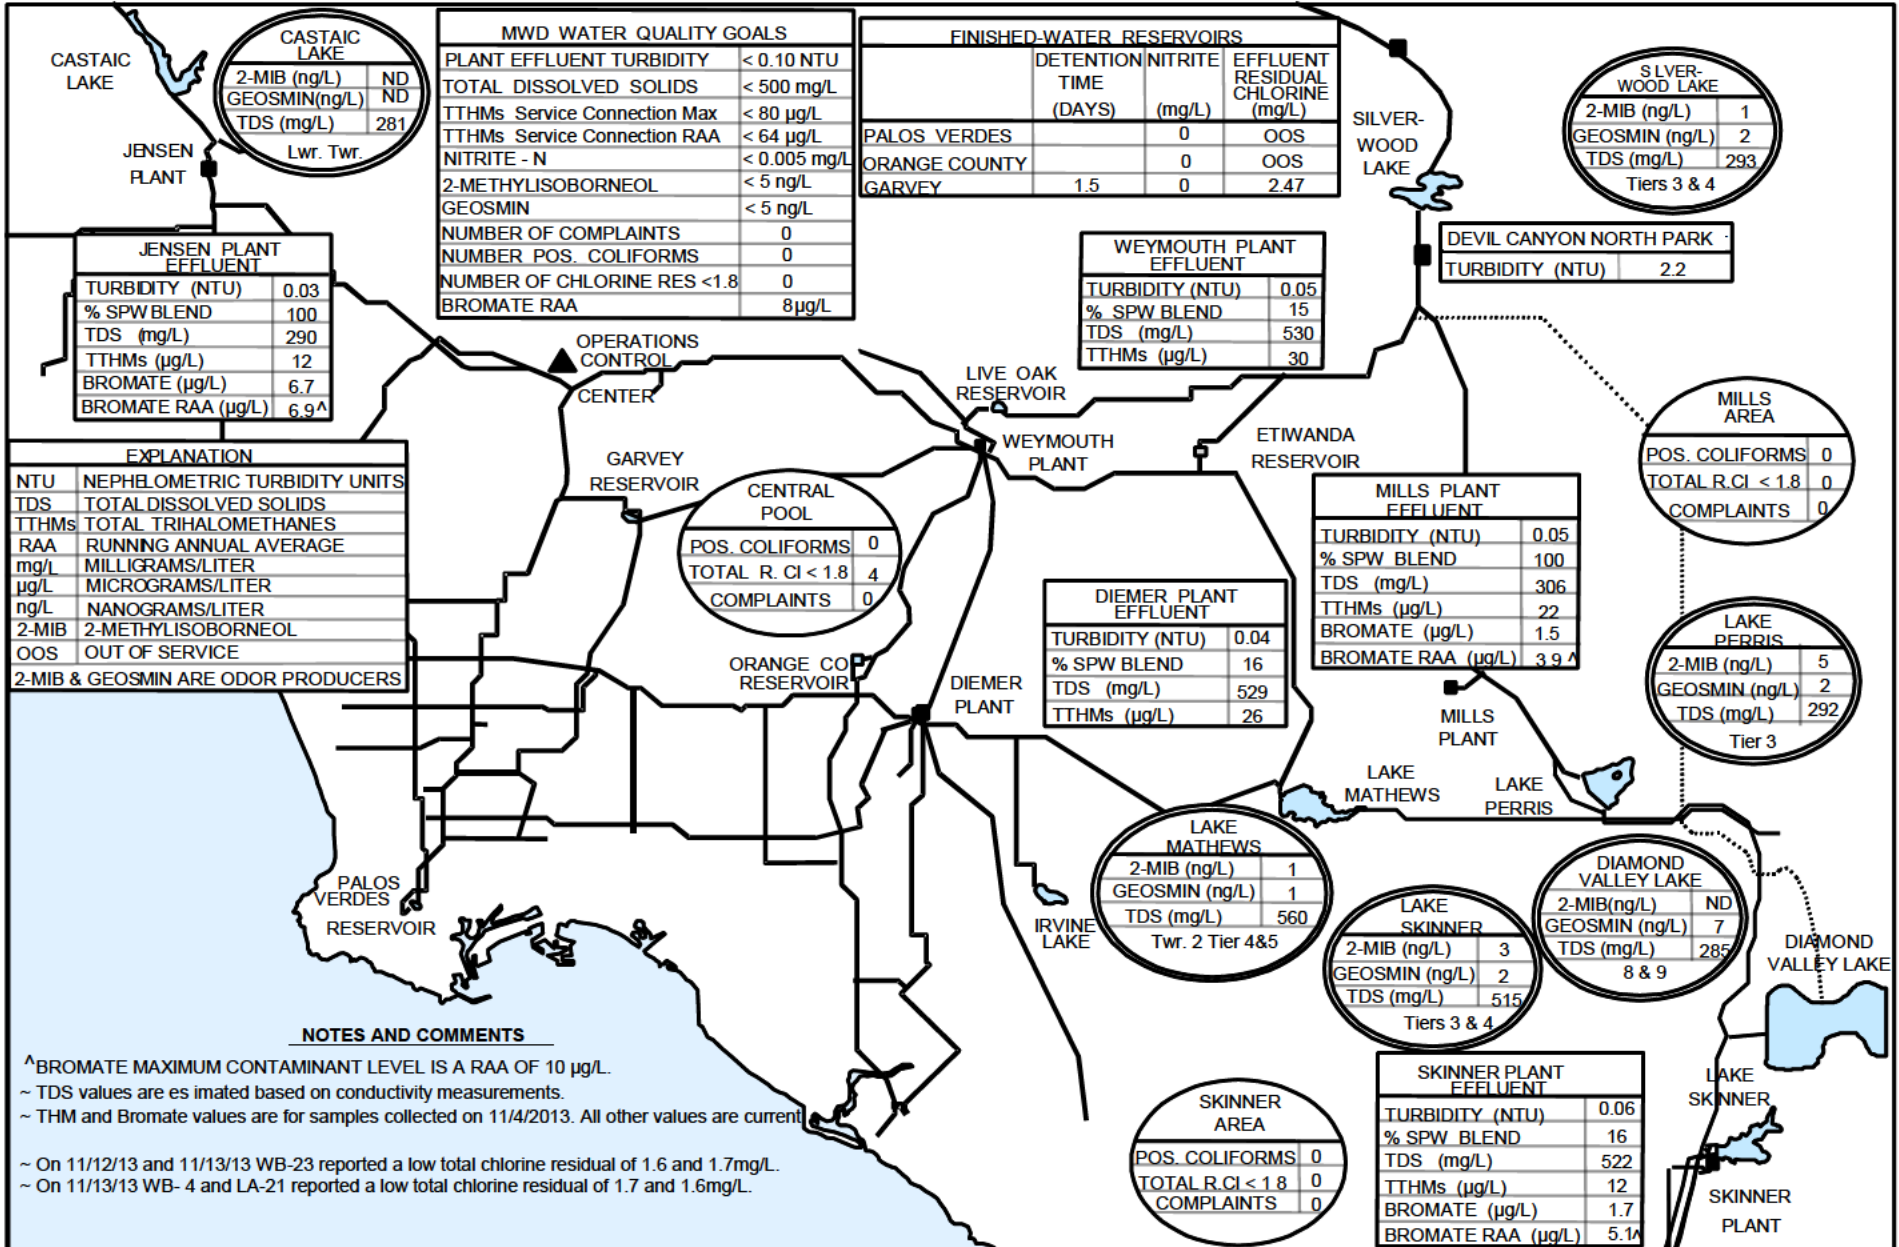 CASTAIC
LAKE
CASTAIC
LAKE
2-MIB (ng/L) ND
GEOSMIN(ng/L) ND
TDS (mg/L) 281
Lwr. Twr.
JENSEN
PLANT
MWD WATER QUALITY GOALS
PLANT EFFLUENT TURBIDITY < 0.10 NTU
TOTAL DISSOLVED SOLIDS < 500 mg/L
TTHMs Service Connection Max < 80 µg/L
TTHMs Service Connection RAA < 64 µg/L
NITRITE - N < 0.005 mg/L
2-METHYLISOBORNEOL < 5 ng/L
GEOSMIN < 5 ng/L
NUMBER OF COMPLAINTS 0
NUMBER POS. COLIFORMS 0
NUMBER OF CHLORINE RES <1.8 0
BROMATE RAA 8µg/L
FINISHED-WATER RESERVOIRS
DETENTION NITRITE EFFLUENT
TIME RESIDUAL
CHLORINE
(DAYS) (mg/L) (mg/L)
PALOS VERDES 0 OOS
ORANGE COUNTY 0 OOS
GARVEY 1.5 0 2.47
SILVER-
WOOD
LAKE
S LVER-
WOOD LAKE
2-MIB (ng/L) 1
GEOSMIN (ng/L) 2
TDS (mg/L) 293
Tiers 3 & 4
DEVIL CANYON NORTH PARK
TURBIDITY (NTU) 2.2
JENSEN PLANT
EFFLUENT
TURBIDITY (NTU) 0.03
% SPW BLEND 100
TDS (mg/L) 290
TTHMs (µg/L) 12
BROMATE (µg/L) 6.7
BROMATE RAA (µg/L) 6.9^
WEYMOUTH PLANT
EFFLUENT
TURBIDITY (NTU) 0.05
% SPW BLEND 15
TDS (mg/L) 530
TTHMs (µg/L) 30
OPERATIONS
CONTROL
CENTER
LIVE OAK
RESERVOIR
WEYMOUTH
PLANT
ETIWANDA
RESERVOIR
MILLS
AREA
POS. COLIFORMS 0
TOTAL R.Cl < 1.8 0
COMPLAINTS 0
EXPLANATION
NTU NEPHELOMETRIC TURBIDITY UNITS
TDS TOTAL DISSOLVED SOLIDS
TTHMs TOTAL TRIHALOMETHANES
RAA RUNNING ANNUAL AVERAGE
mg/L MILLIGRAMS/LITER
µg/L MICROGRAMS/LITER
ng/L NANOGRAMS/LITER
2-MIB 2-METHYLISOBORNEOL
OOS OUT OF SERVICE
2-MIB & GEOSMIN ARE ODOR PRODUCERS
GARVEY
RESERVOIR
CENTRAL
POOL
POS. COLIFORMS 0
TOTAL R. Cl < 1.8 4
COMPLAINTS 0
MILLS PLANT
EFFLUENT
TURBIDITY (NTU) 0.05
% SPW BLEND 100
TDS (mg/L) 306
TTHMs (µg/L) 22
BROMATE (µg/L) 1.5
BROMATE RAA (µg/L) 3.9 ^
DIEMER PLANT
EFFLUENT
TURBIDITY (NTU) 0.04
% SPW BLEND 16
TDS (mg/L) 529
TTHMs (µg/L) 26
LAKE
PERRIS
2-MIB (ng/L) 5
GEOSMIN (ng/L) 2
TDS (mg/L) 292
Tier 3
ORANGE CO
RESERVOIR
DIEMER
PLANT
MILLS
PLANT
LAKE
MATHEWS
LAKE
PERRIS
LAKE
MATHEWS
2-MIB (ng/L) 1
GEOSMIN (ng/L) 1
TDS (mg/L) 560
Twr. 2 Tier 4&5
DIAMOND
VALLEY LAKE
2-MIB(ng/L) ND
GEOSMIN (ng/L) 7
TDS (mg/L) 285
8 & 9
PALOS
VERDES
RESERVOIR
IRVINE
LAKE
LAKE
SKINNER
2-MIB (ng/L) 3
GEOSMIN (ng/L) 2
TDS (mg/L) 515
Tiers 3 & 4
DIAMOND
VALLEY LAKE
NOTES AND COMMENTS
^BROMATE MAXIMUM CONTAMINANT LEVEL IS A RAA OF 10 µg/L.
~ TDS values are es imated based on conductivity measurements.
~ THM and Bromate values are for samples collected on 11/4/2013. All other values are current
~ On 11/12/13 and 11/13/13 WB-23 reported a low total chlorine residual of 1.6 and 1.7mg/L.
~ On 11/13/13 WB- 4 and LA-21 reported a low total chlorine residual of 1.7 and 1.6mg/L.
SKINNER
AREA
POS. COLIFORMS 0
TOTAL R.Cl < 1 8 0
COMPLAINTS 0
SKINNER PLANT
EFFLUENT
TURBIDITY (NTU) 0.06
% SPW BLEND 16
TDS (mg/L) 522
TTHMs (µg/L) 12
BROMATE (µg/L) 1.7
BROMATE RAA (µg/L) 5.1^
LAKE
SKINNER
SKINNER
PLANT